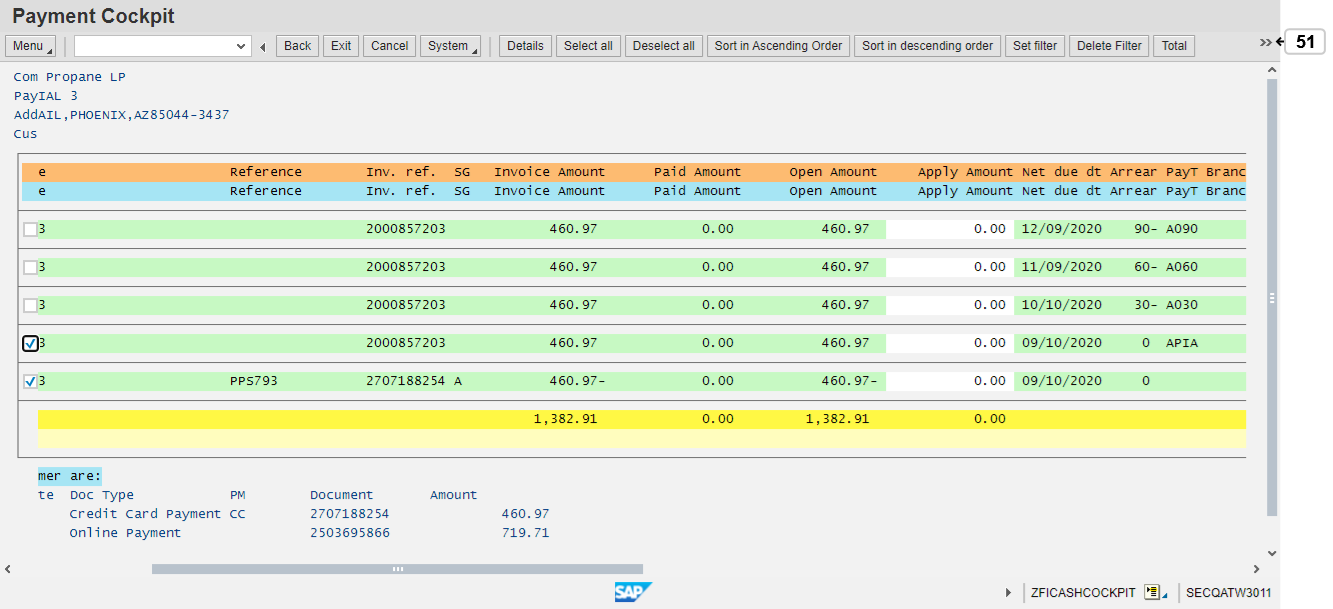 Payment Cockpit
Menu Back Exit Cancel System Details Select all Deselect all Sort in Ascending Order Sort in descending order Set filter Delete Filter Total 51
Com Propane LP
PayIAL 3
AddAIL,PHOENIX,AZ85044-3437
Cus
e Reference Inv. ref. SG Invoice Amount Paid Amount Open Amount Apply Amount Net due dt Arrear PayT Branc
e Reference Inv. ref. SG Invoice Amount Paid Amount Open Amount Apply Amount Net due dt Arrear PayT Branc
3 2000857203 460.97 0.00 460.97 0.00 12/09/2020 90- A090
3 2000857203 460.97 0.00 460.97 0.00 11/09/2020 60- A060
3 2000857203 460.97 0.00 460.97 0.00 10/10/2020 30- A030
3 2000857203 460.97 0.00 460.97 0.00 09/10/2020 0 APIA
3 PPS793 2707188254 A 460.97- 0.00 460.97- 0.00 09/10/2020 0
1,382.91 0.00 1,382.91 0.00
mer are:
te Doc Type PM Document Amount
Credit Card Payment CC 2707188254 460.97
Online Payment 2503695866 719.71
SAP ZFICASHCOCKPIT SECQATW3011